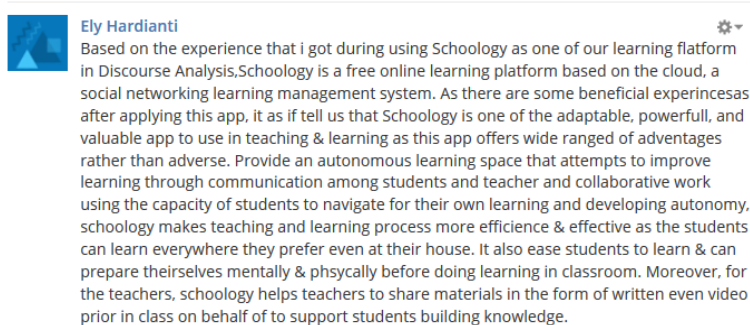 Ely Hardianti
Based on the experience that i got during using Schoology as one of our learning flatform
in Discourse Analysis,Schoology is a free online learning platform based on the cloud, a
social networking learning management system. As there are some beneficial experincesas
after applying this app, it as if tell us that Schoology is one of the adaptable, powerfull, and
valuable app to use in teaching & learning as this app offers wide ranged of adventages
rather than adverse. Provide an autonomous learning space that attempts to improve
learning through communication among students and teacher and collaborative work
using the capacity of students to navigate for their own learning and developing autonomy,
schoology makes teaching and learning process more efficience & effective as the students
can learn everywhere they prefer even at their house. It also ease students to learn & can
prepare theirselves mentally & phsycally before doing learning in classroom. Moreover, for
the teachers, schoology helps teachers to share materials in the form of written even video
prior in class on behalf of to support students building knowledge.